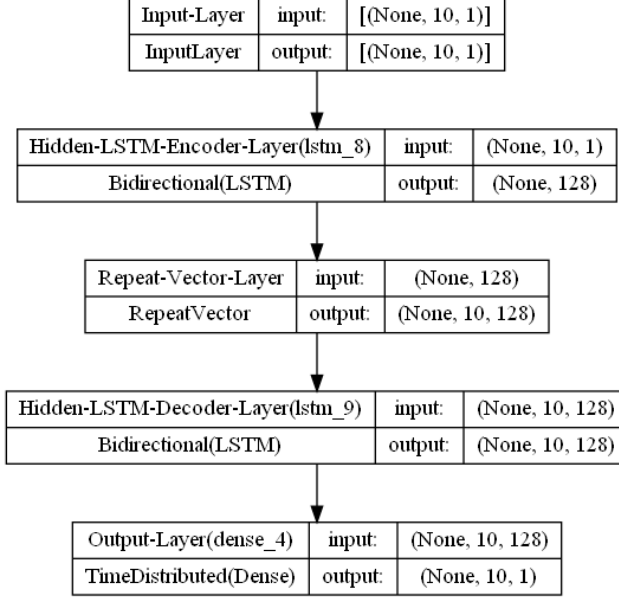 Input-Layer input: [(None, 10, 1)]
InputLayer output: [(None, 10, 1)]
Hidden-LSTM-Encoder-Layer(lstm_8) input: (None, 10, 1)
Bidirectional(LSTM) output: (None, 128)
Repeat-Vector-Layer input: (None, 128)
RepeatVector output: (None, 10, 128)
Hidden-LSTM-Decoder-Layer(lstm_9) input: (None, 10, 128)
Bidirectional(LSTM) output: (None, 10, 128)
Output-Layer(dense_4) input: (None, 10, 128)
TimeDistributed(Dense) output: (None, 10, 1)